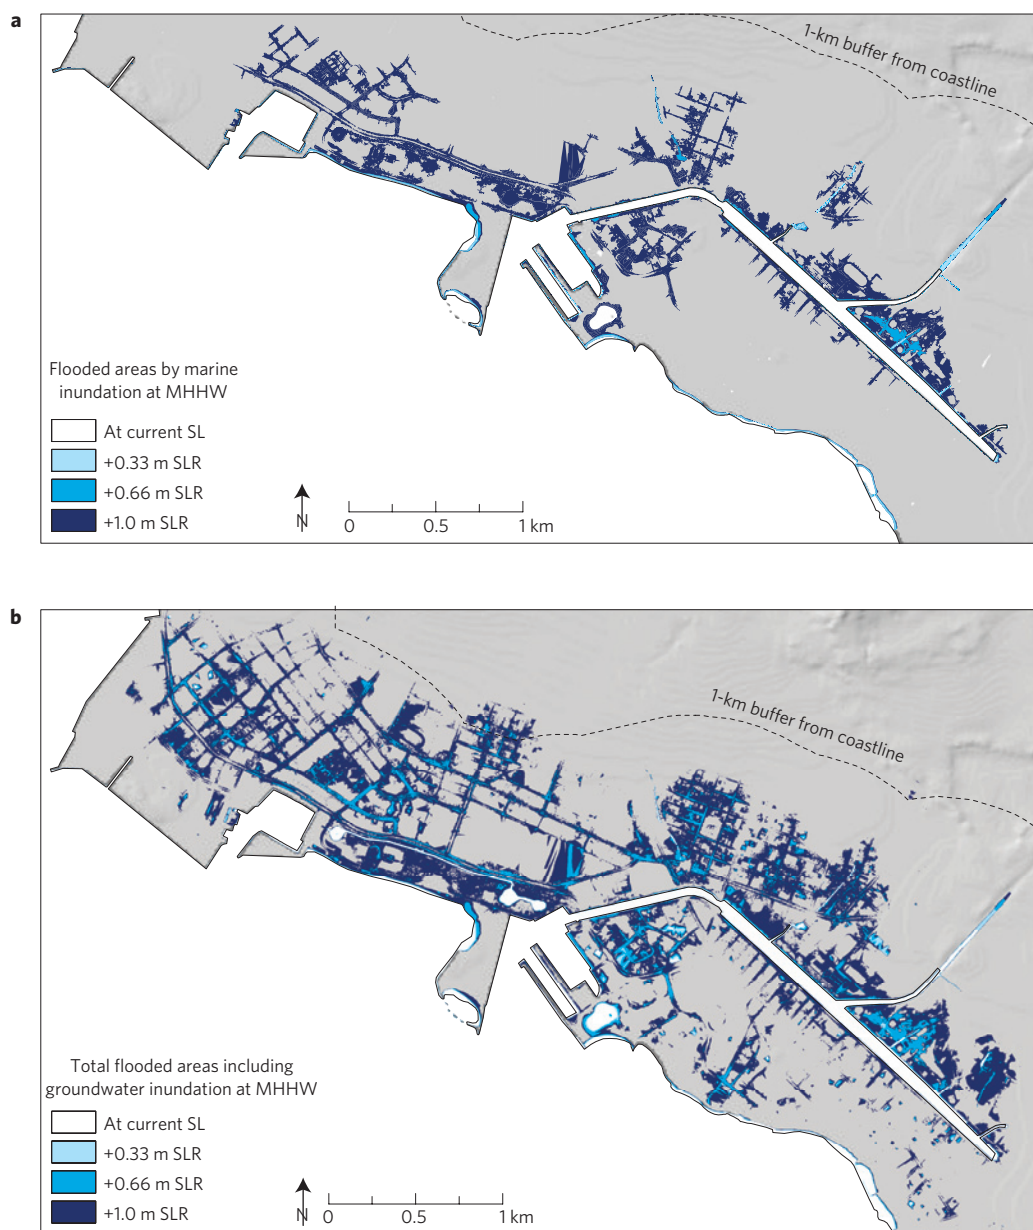 a
1-km buffer from coastline
Flooded areas by marine
inundation at MHHW
At current SL
+0.33 m SLR
+0.66 m SLR
+1.0 m SLR
N
0 0.5 1 km
b
1-km buffer from coastline
Total flooded areas including
groundwater inundation at MHHW
At current SL
+0.33 m SLR
+0.66 m SLR
+1.0 m SLR
N
0 0.5 1 km